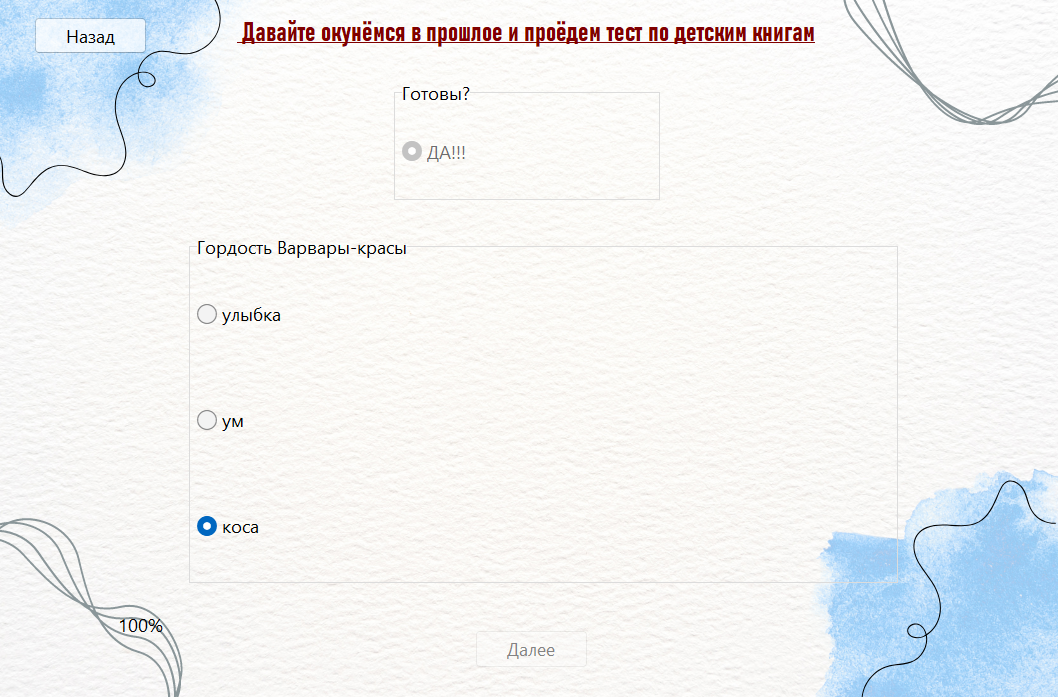 Назад
Давайте окунёмся в прошлое и проёдем тест по детским книгам
Готовы?
ДА!!!
Гордость Варвары-красы
улыбка
ум
коса
100%
Далее